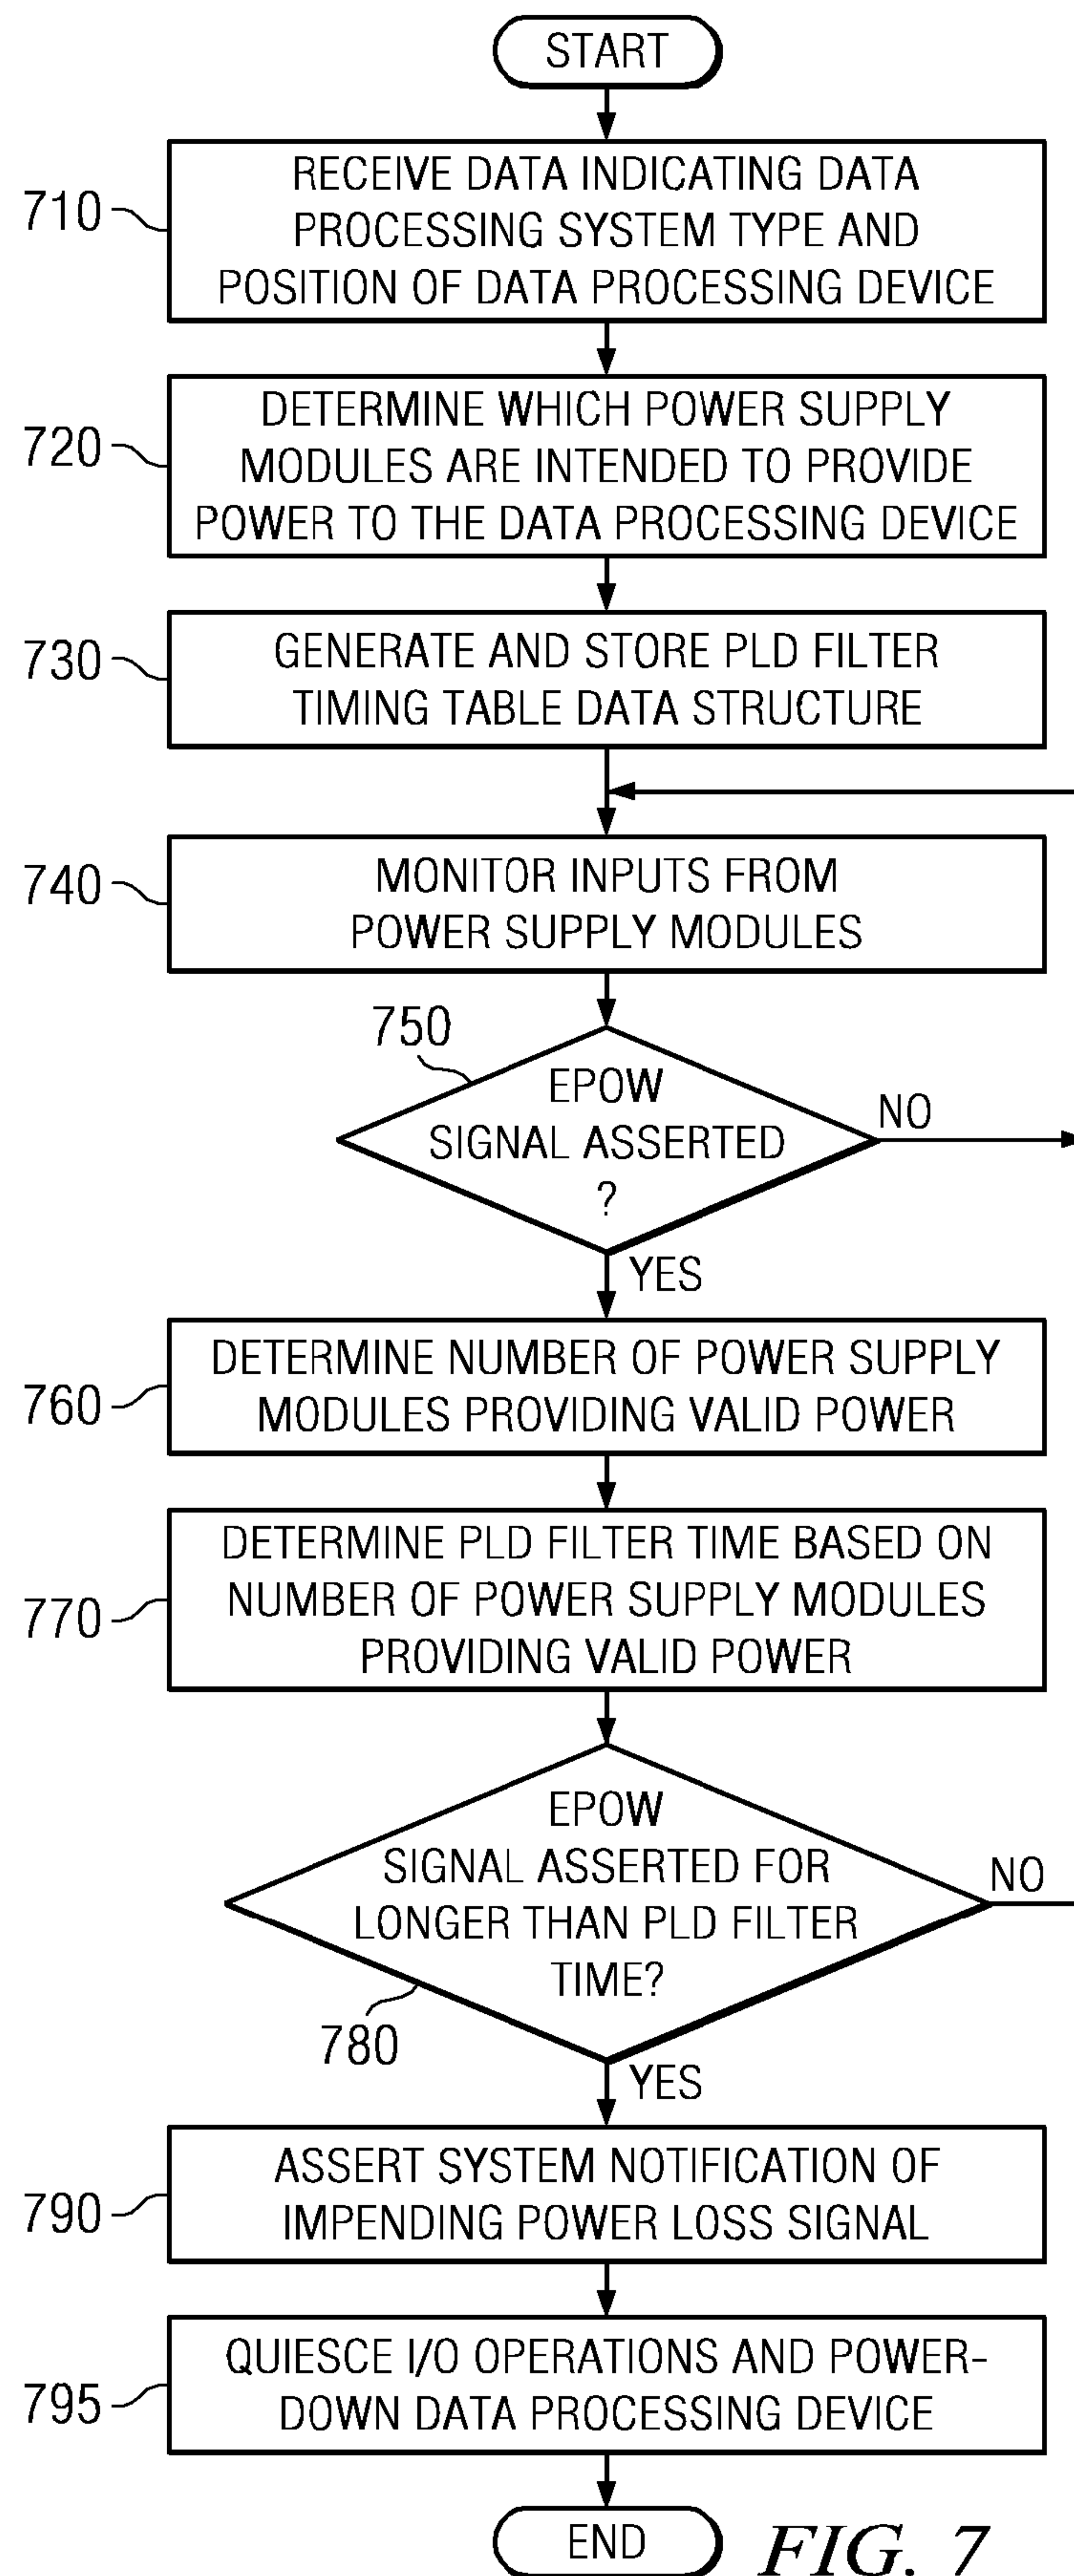 START
710
RECEIVE DATA INDICATING DATA
PROCESSING SYSTEM TYPE AND
POSITION OF DATA PROCESSING DEVICE
720
DETERMINE WHICH POWER SUPPLY
MODULES ARE INTENDED TO PROVIDE
POWER TO THE DATA PROCESSING DEVICE
730
GENERATE AND STORE PLD FILTER
TIMING TABLE DATA STRUCTURE
740
MONITOR INPUTS FROM
POWER SUPPLY MODULES
750
EPOW
SIGNAL ASSERTED
?
NO
YES
760
DETERMINE NUMBER OF POWER SUPPLY
MODULES PROVIDING VALID POWER
770
DETERMINE PLD FILTER TIME BASED ON
NUMBER OF POWER SUPPLY MODULES
PROVIDING VALID POWER
EPOW
SIGNAL ASSERTED FOR
LONGER THAN PLD FILTER
TIME?
NO
780
YES
790
ASSERT SYSTEM NOTIFICATION OF
IMPENDING POWER LOSS SIGNAL
795
QUIESCE I/O OPERATIONS AND POWER-
DOWN DATA PROCESSING DEVICE
END
FIG. 7